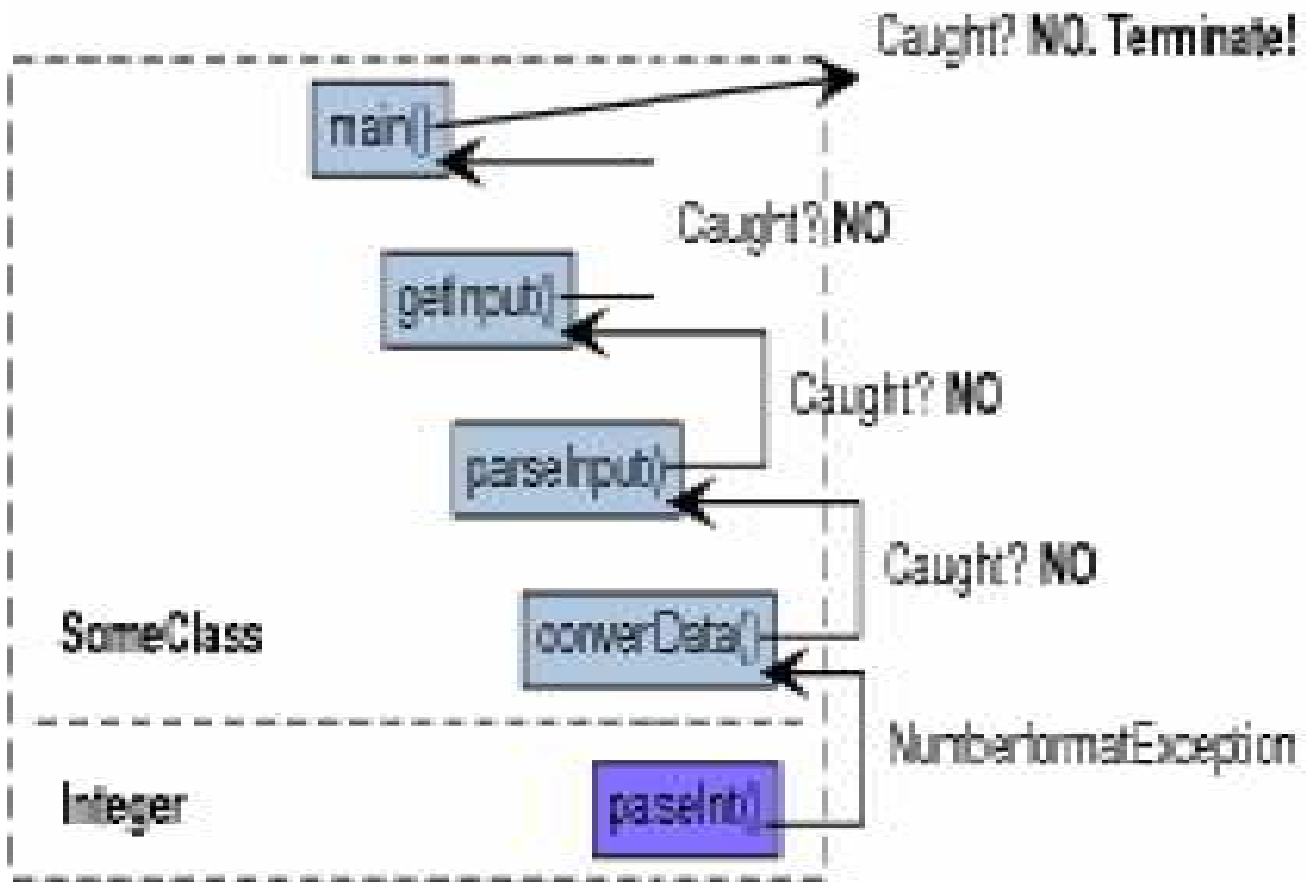 Caught? NO. Terminate!
main()
Caught? NO
getInput()
Caught? NO
parseInput()
Caught? NO
SomeClass
converData()
NumberformatException
Integer
parseInt()